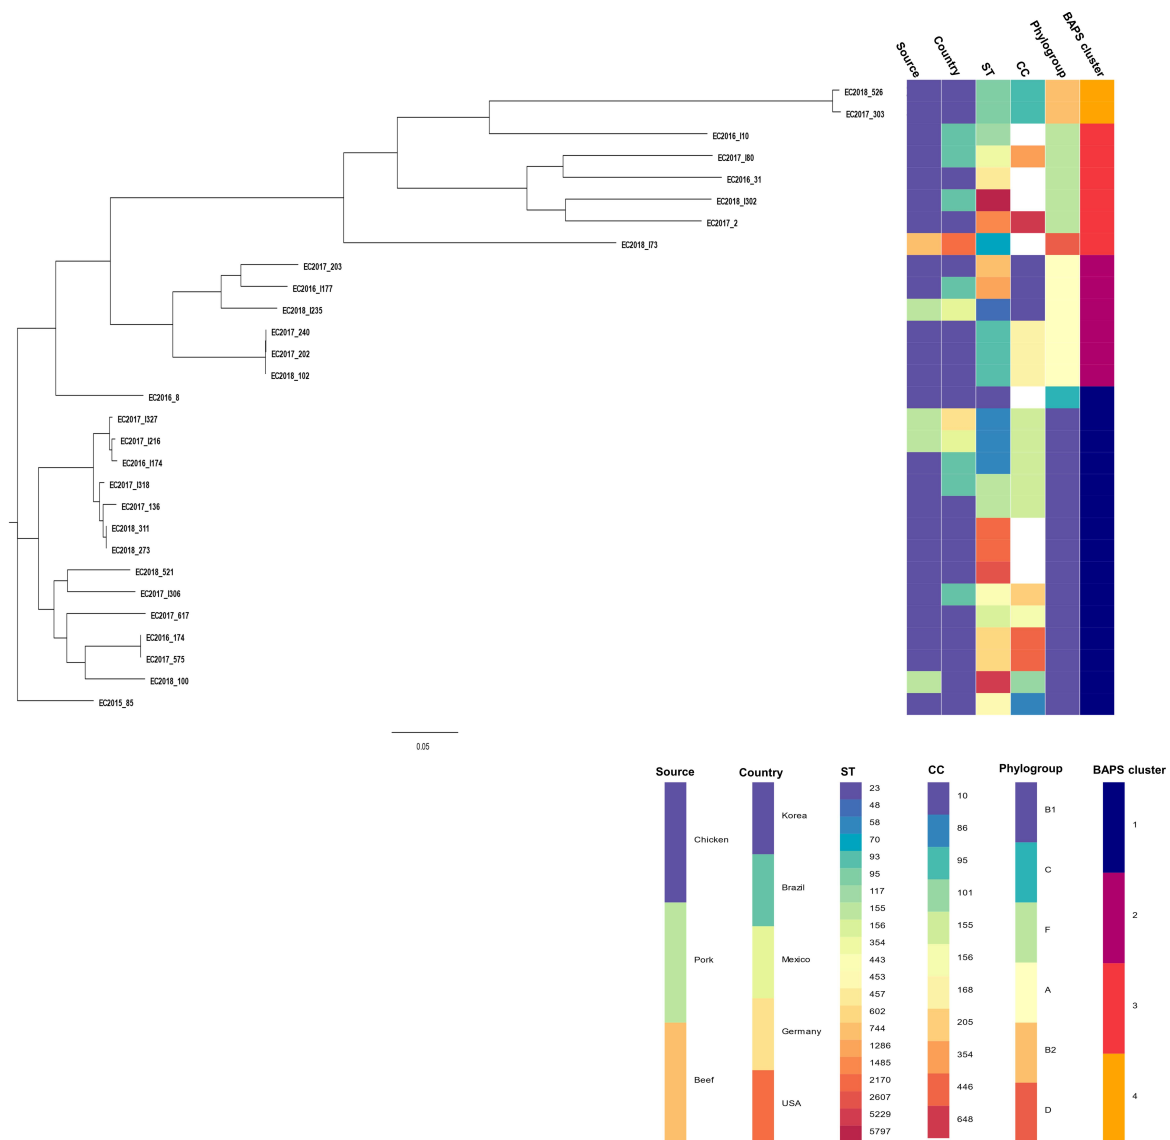 Source Country ST CC Phylogroup BAPS cluster
EC2018_526
EC2017_303
EC2016_I10
EC2017_I80
EC2016_31
EC2018_I302
EC2017_2
EC2018_I73
EC2017_203
EC2016_I177
EC2018_I235
EC2017_240
EC2017_202
EC2018_102
EC2016_8
EC2017_I327
EC2017_I216
EC2016_I174
EC2017_I318
EC2017_136
EC2018_311
EC2018_273
EC2018_521
EC2017_I306
EC2017_617
EC2016_174
EC2017_575
EC2018_100
EC2015_85
0.05
Source
Chicken
Pork
Beef
Country
Korea
Brazil
Mexico
Germany
USA
ST
23
48
58
70
93
95
117
155
156
354
443
453
457
602
744
1286
1485
2170
2607
5229
5797
CC
10
86
95
101
155
156
168
205
354
446
648
Phylogroup
B1
C
F
A
B2
D
BAPS cluster
1
2
3
4